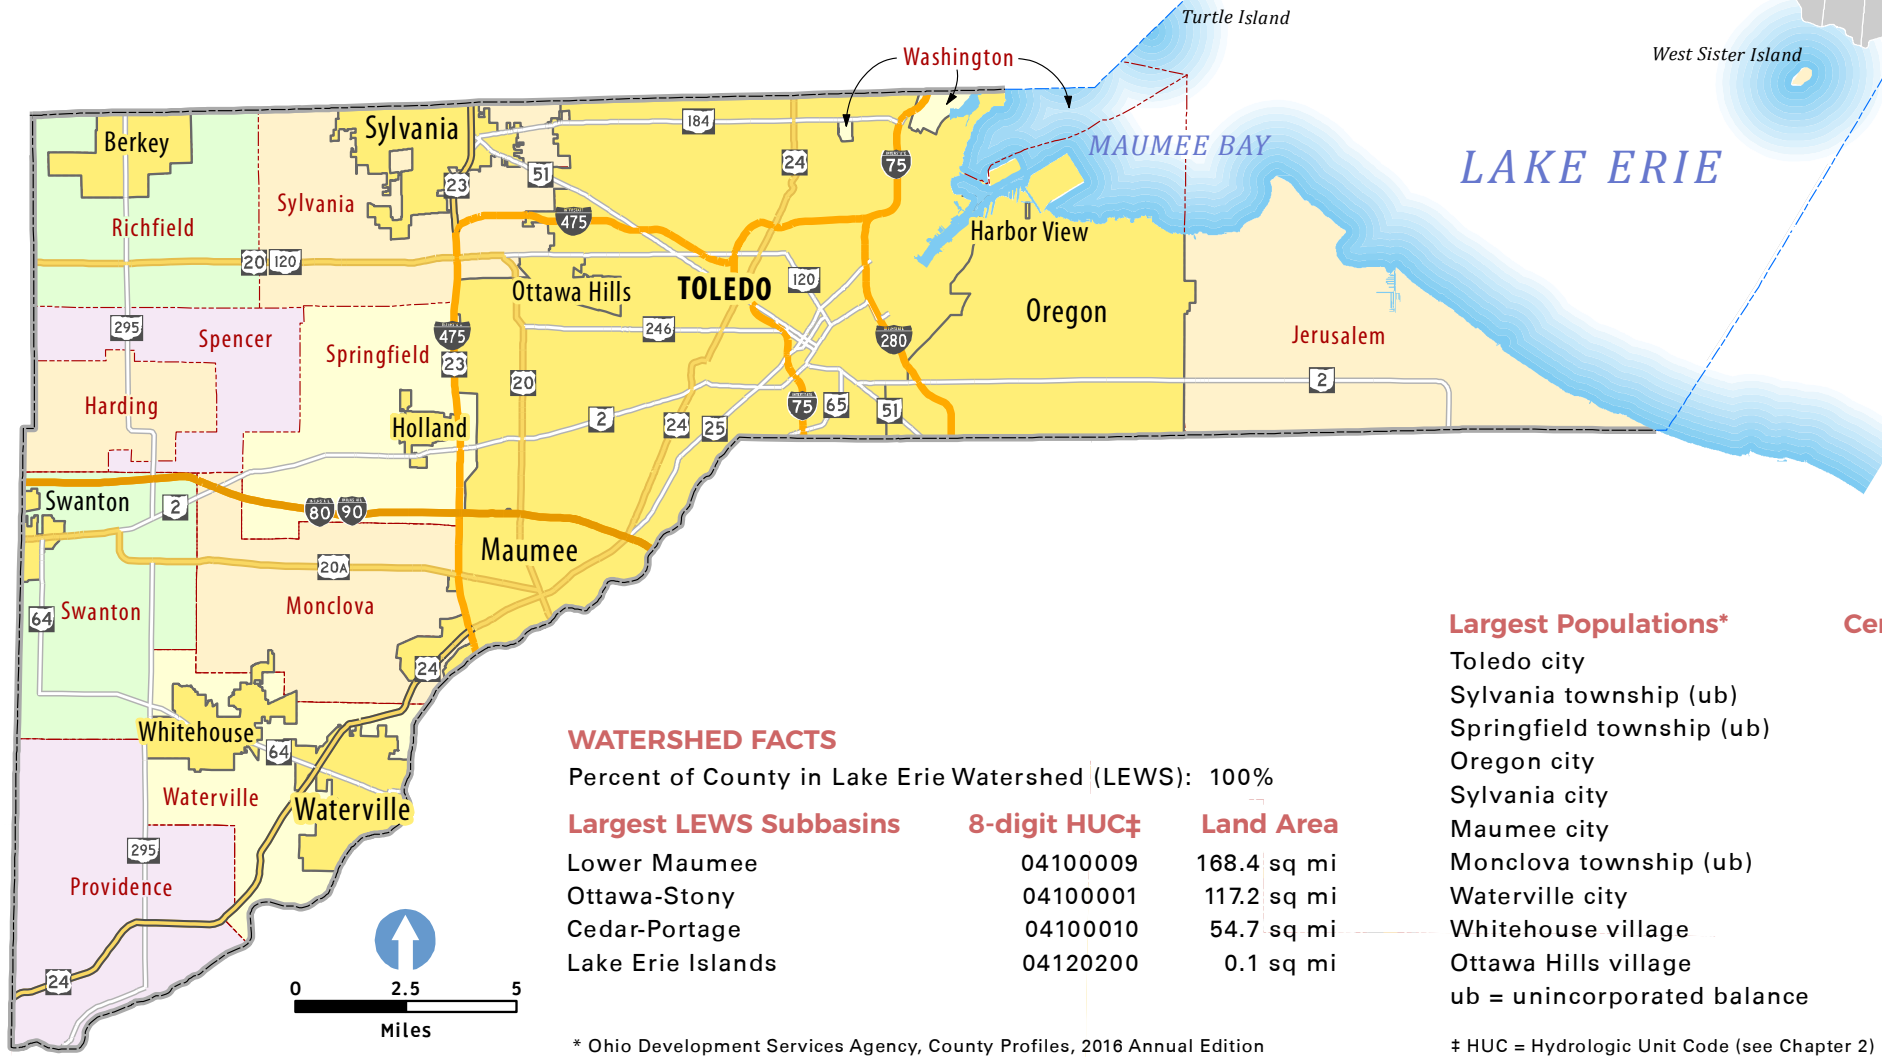 Turtle Island
West Sister Island
Washington
Berkey
Sylvania
184
24
75
MAUMEE BAY
LAKE ERIE
51
23
Sylvania
Richfield
475
Harbor View
20
120
Ottawa Hills
TOLEDO
120
Oregon
295
Spencer
Springfield
475
246
280
Jerusalem
23
20
2
Harding
75
65
51
2
Holland
24
25
Swanton
2
80
90
Maumee
20A
64
Swanton
Monclova
24
Whitehouse
64
Waterville
Waterville
295
Providence
24
0
2.5
5
Miles
WATERSHED FACTS
Percent of County in Lake Erie Watershed (LEWS): 100%
Largest LEWS Subbasins 8-digit HUC‡ Land Area
Lower Maumee 04100009 168.4 sq mi
Ottawa-Stony 04100001 117.2 sq mi
Cedar-Portage 04100010 54.7 sq mi
Lake Erie Islands 04120200 0.1 sq mi
* Ohio Development Services Agency, County Profiles, 2016 Annual Edition
Largest Populations* Cen
Toledo city
Sylvania township (ub)
Springfield township (ub)
Oregon city
Sylvania city
Maumee city
Monclova township (ub)
Waterville city
Whitehouse village
Ottawa Hills village
ub = unincorporated balance
‡ HUC = Hydrologic Unit Code (see Chapter 2)